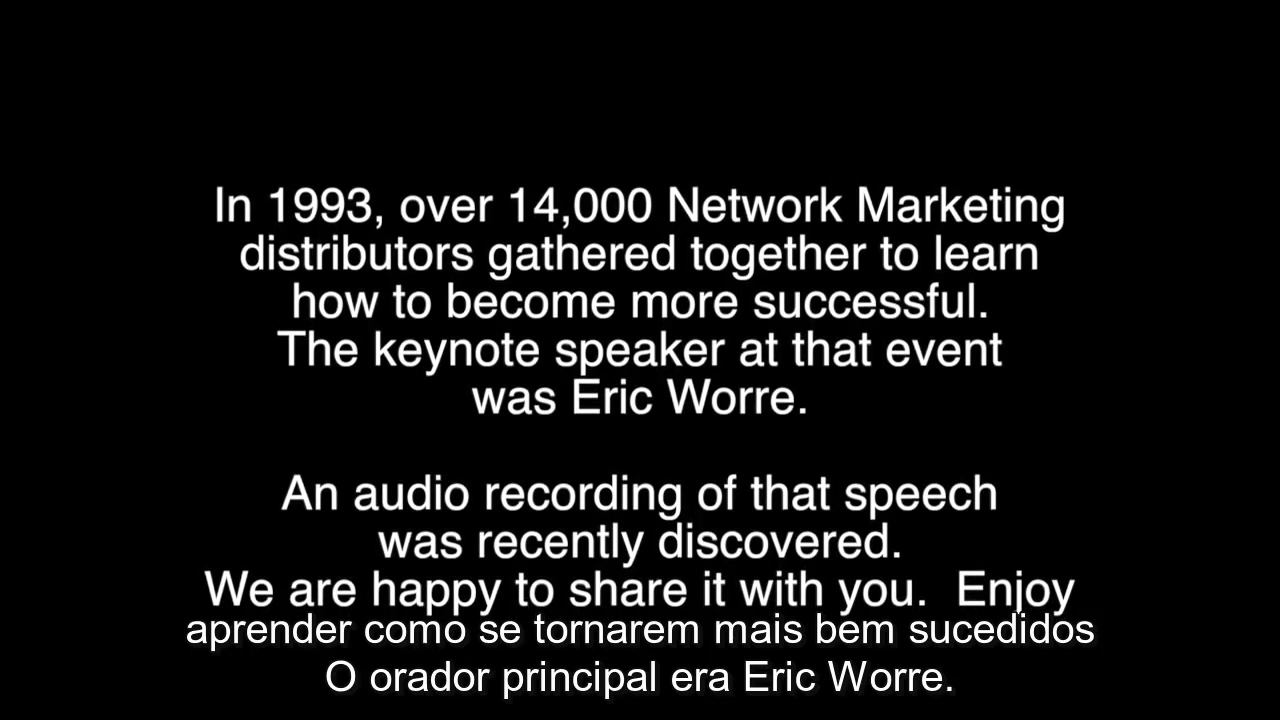 In 1993, over 14,000 Network Marketing
distributors gathered together to learn
how to become more successful.
The keynote speaker at that event
was Eric Worre.
An audio recording of that speech
was recently discovered.
We are happy to share it with you.  Enjoy
aprender como se tornarem mais bem sucedidos
O orador principal era Eric Worre.